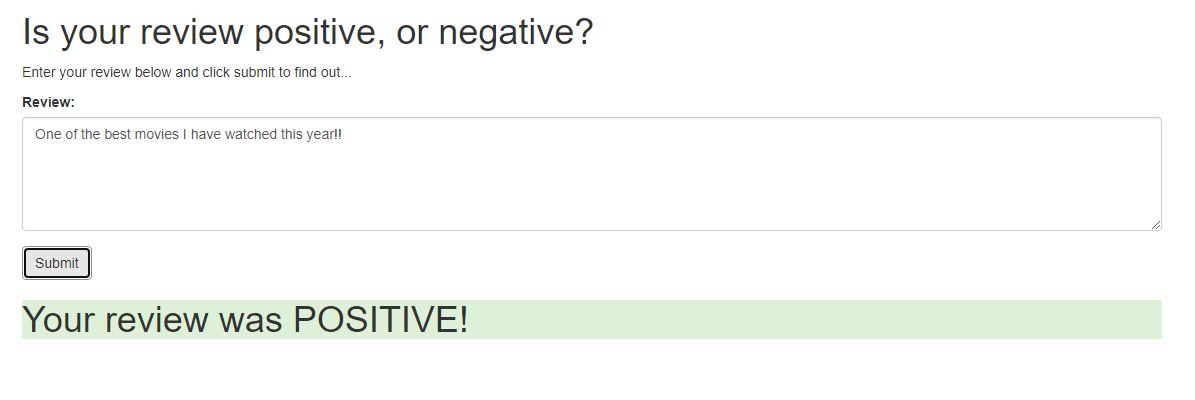 Is your review positive, or negative?
Enter your review below and click submit to find out...
Review:
One of the best movies I have watched this year!!
Submit
Your review was POSITIVE!